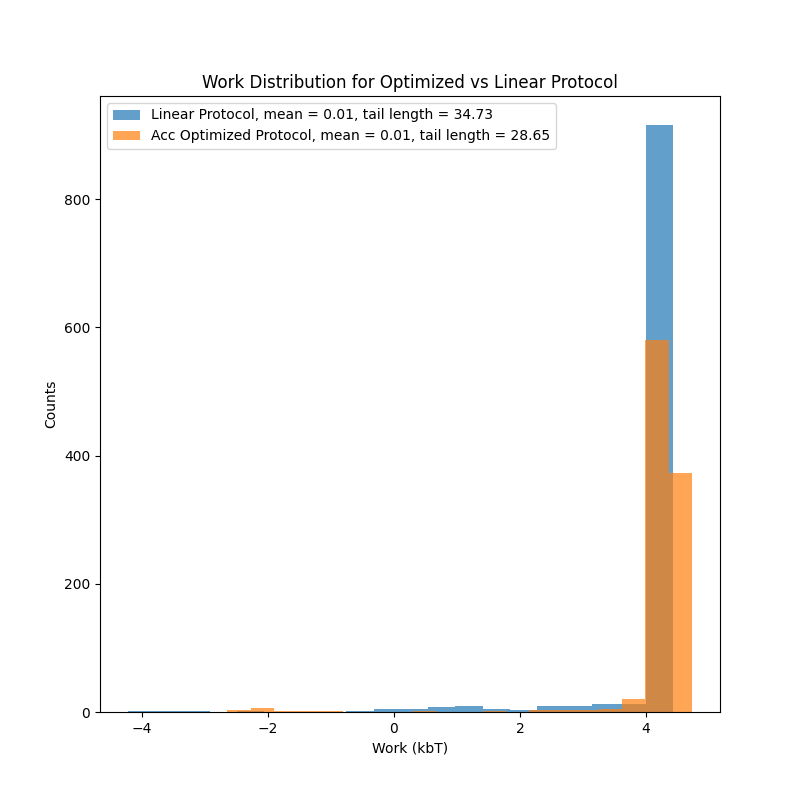 Work Distribution for Optimized vs Linear Protocol
Linear Protocol, mean = 0.01, tail length = 34.73
Acc Optimized Protocol, mean = 0.01, tail length = 28.65
800
600
400
200
0
Counts
−4
−2
0
2
4
Work (kbT)